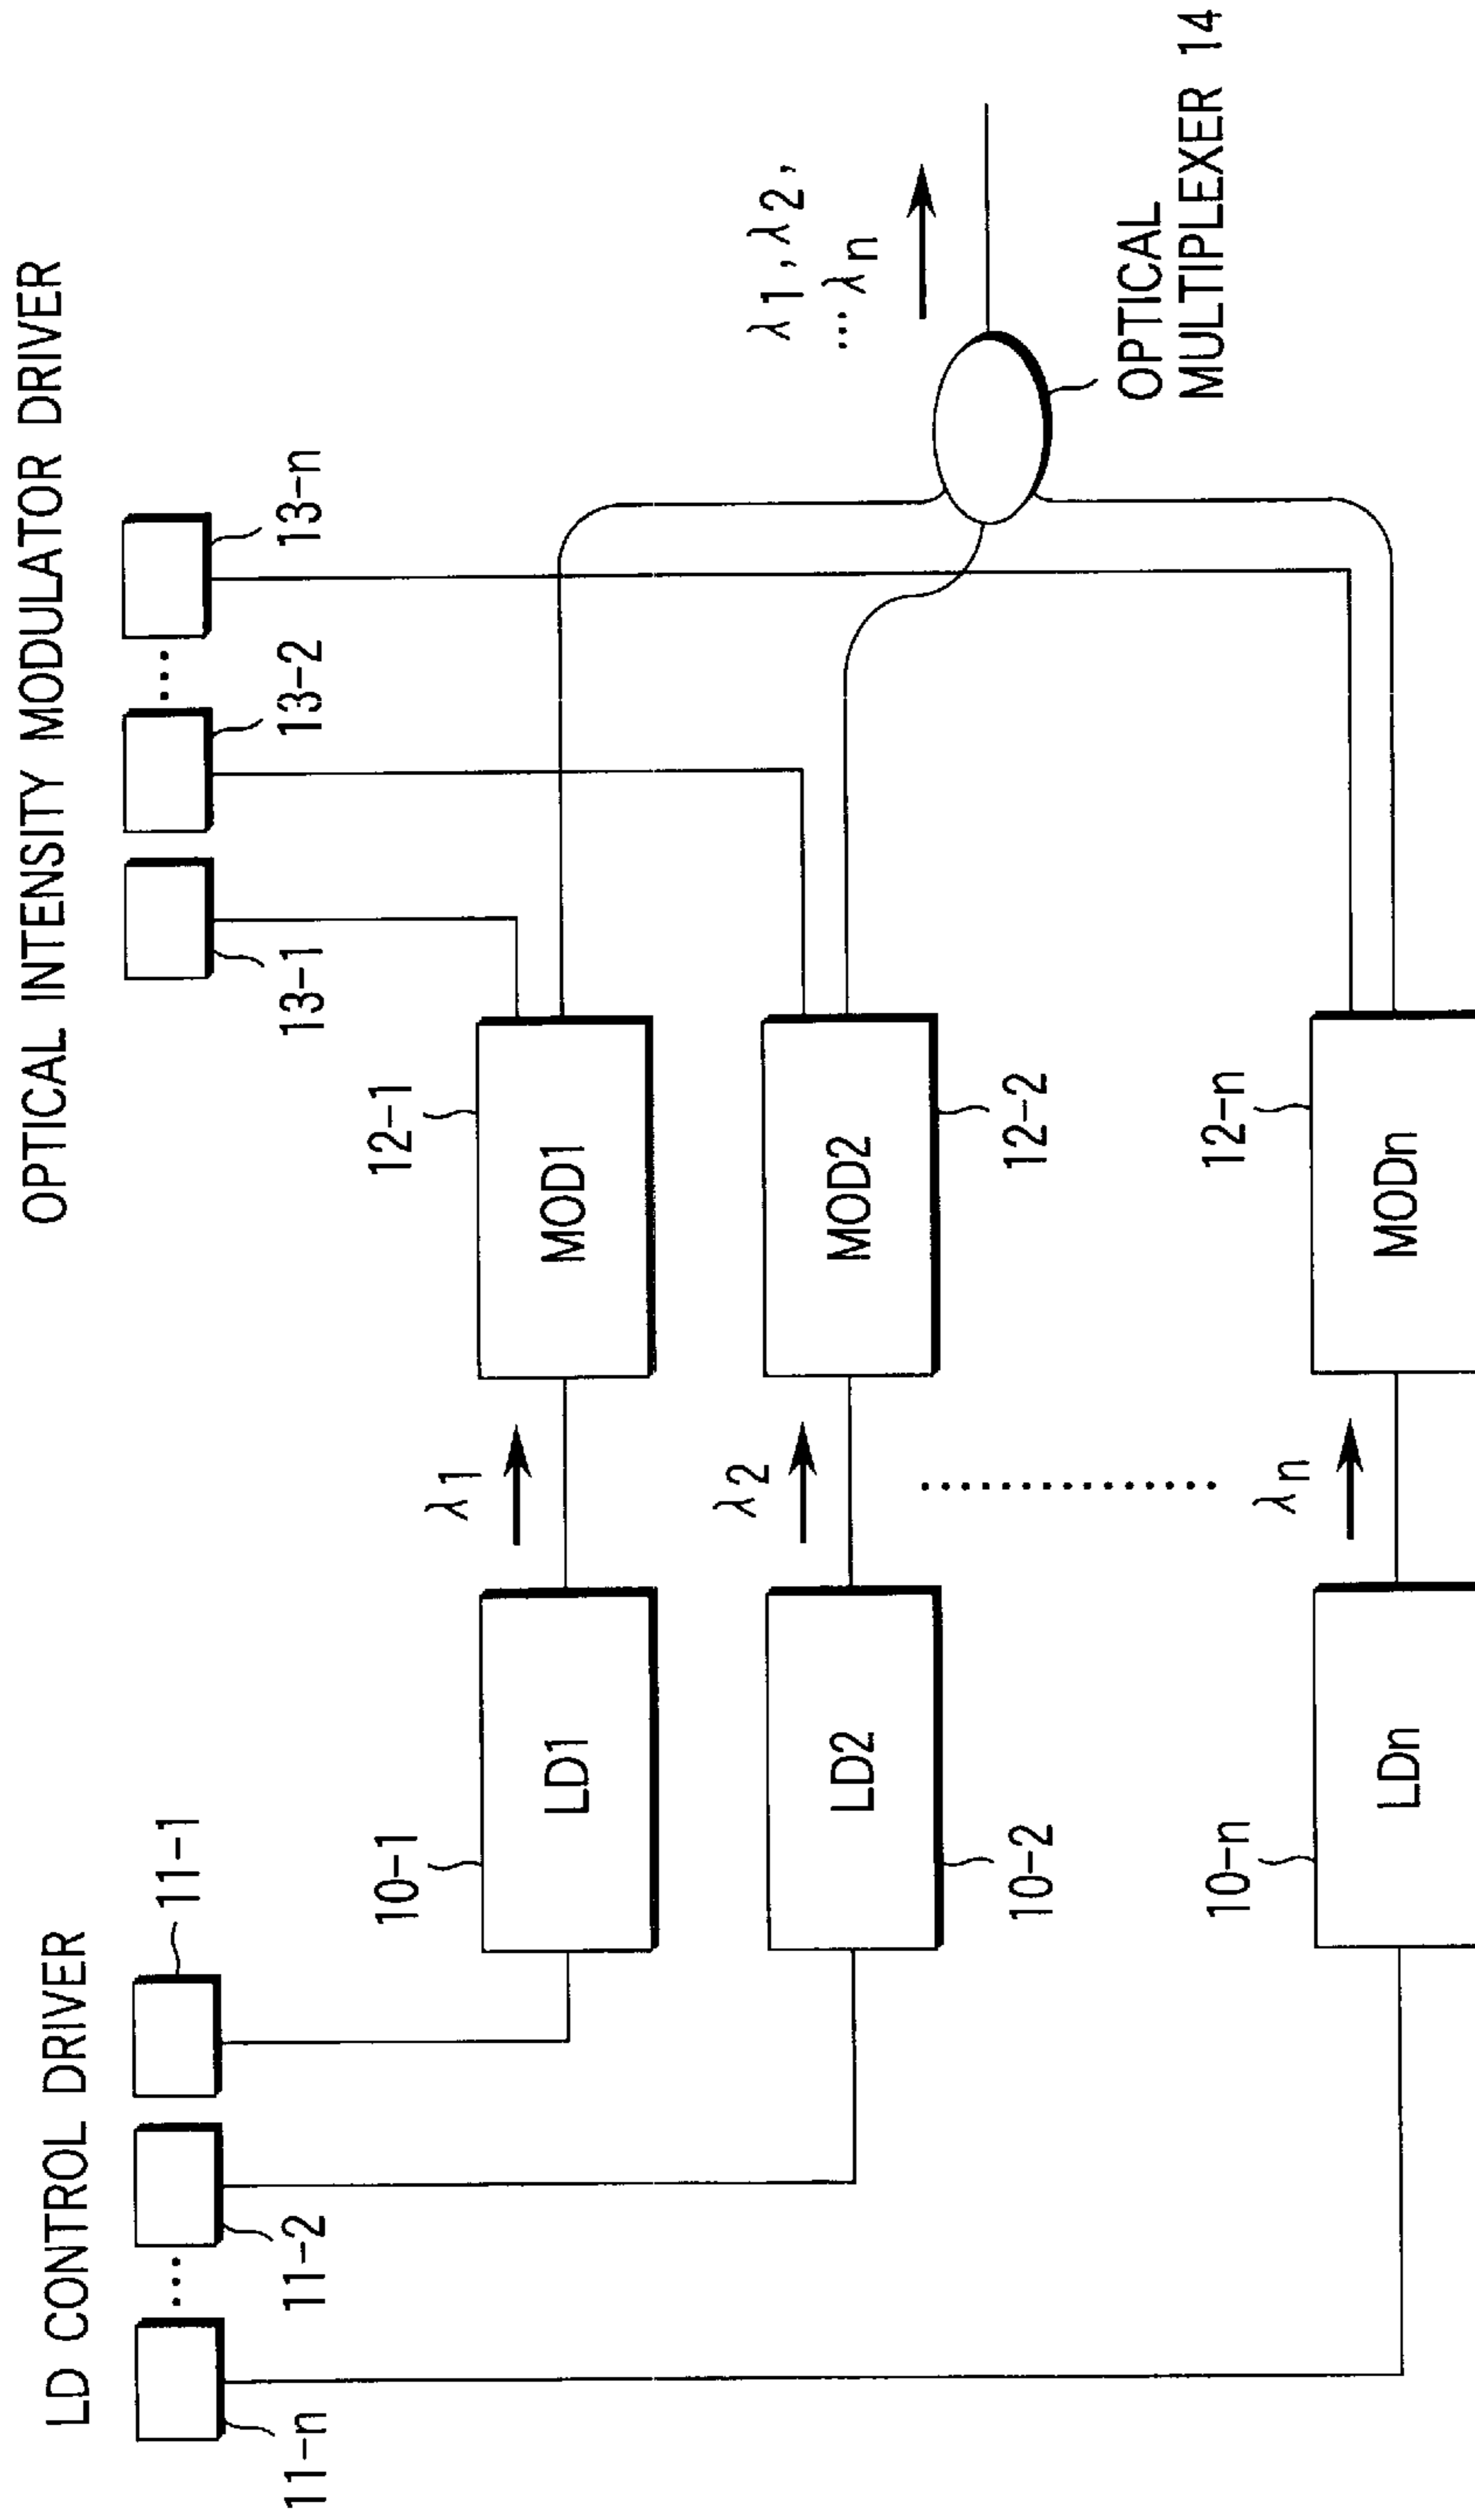 LD CONTROL DRIVER
OPTICAL INTENSITY MODULATOR DRIVER
11-n
11-2
11-1
13-1
13-2
13-n
...
...
10-1
LD1
λ1
12-1
MOD1
10-2
LD2
λ2
12-2
MOD2
10-n
LDn
λn
12-n
MODn
λ1, λ2,
...λn
OPTICAL
MULTIPLEXER 14